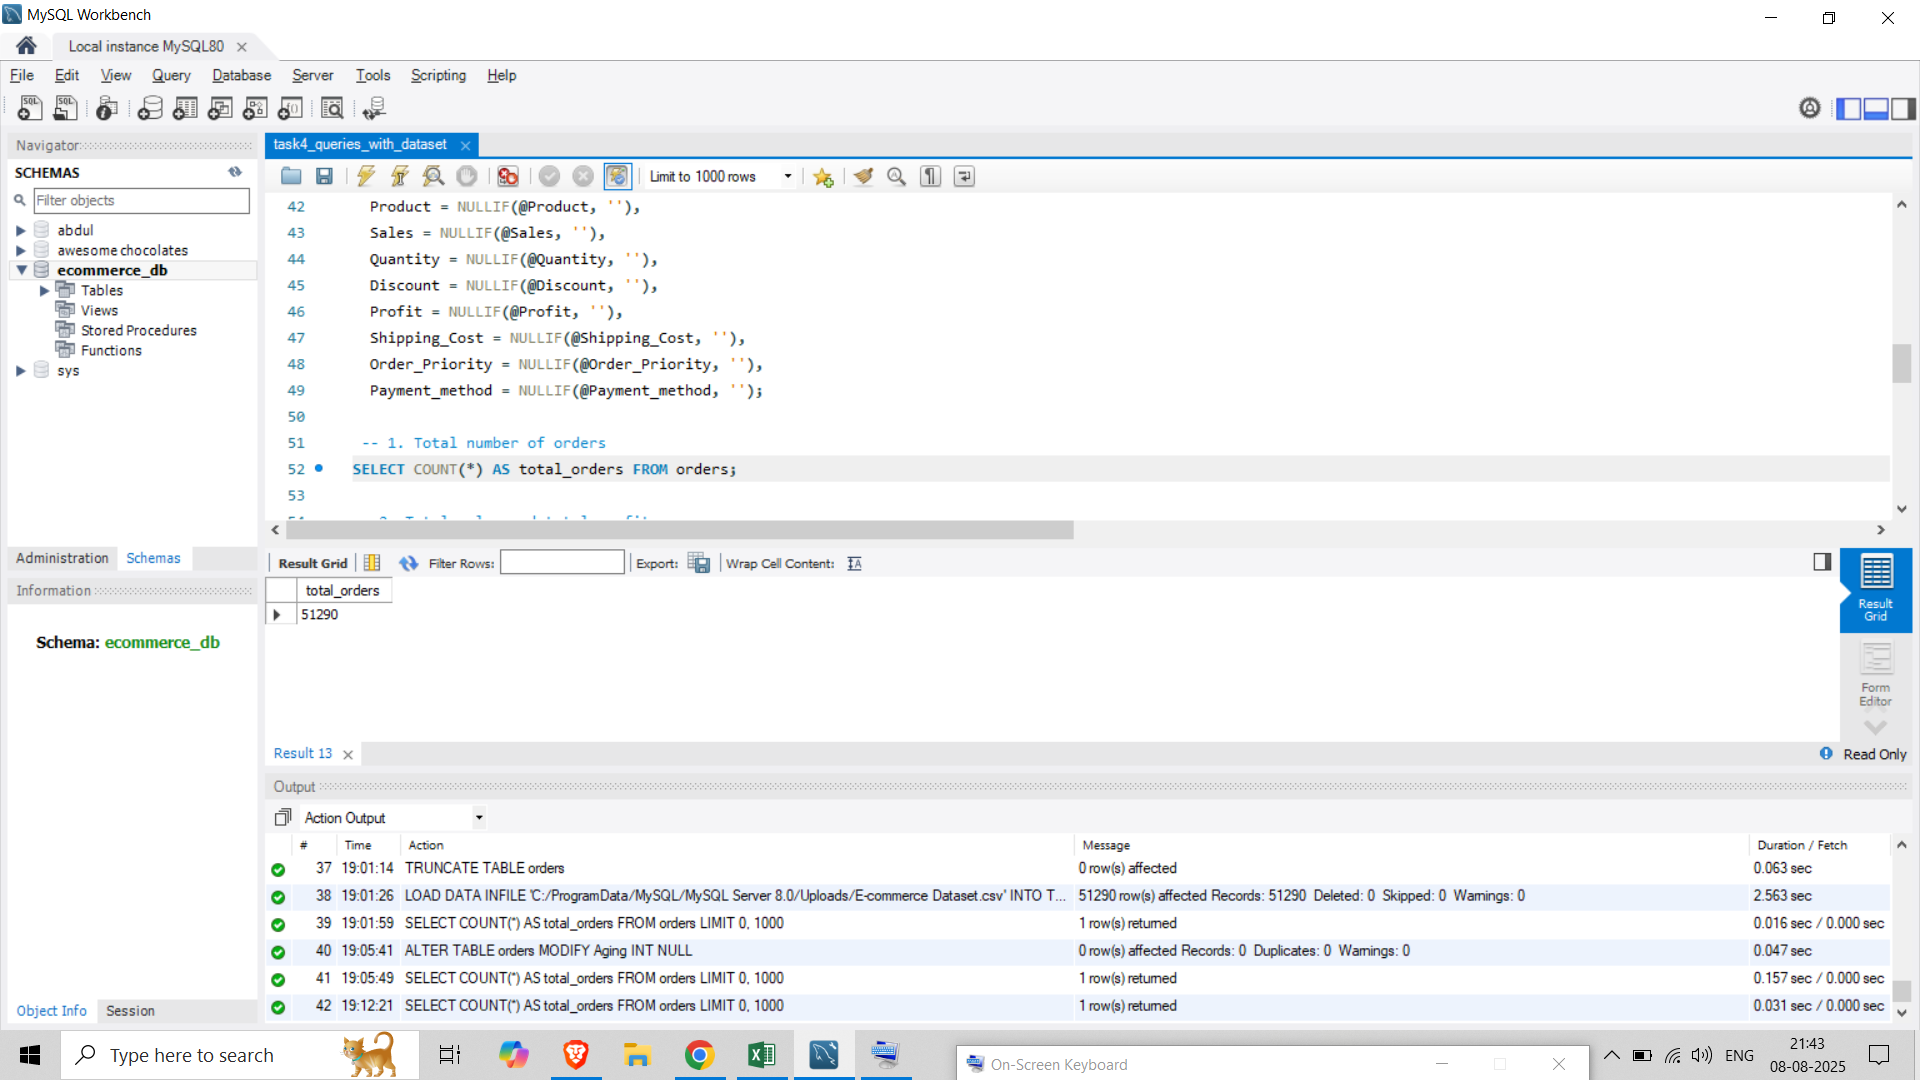 MySQL Workbench
Local instance MySQL80
File Edit View Query Database Server Tools Scripting Help
Navigator
SCHEMAS
Filter objects
abdul
awesome chocolates
ecommerce_db
Tables
Views
Stored Procedures
Functions
sys
Administration Schemas
Information
Schema: ecommerce_db
Object Info Session
task4_queries_with_dataset
Limit to 1000 rows
42 Product = NULLIF(@Product, ''),
43 Sales = NULLIF(@Sales, ''),
44 Quantity = NULLIF(@Quantity, ''),
45 Discount = NULLIF(@Discount, ''),
46 Profit = NULLIF(@Profit, ''),
47 Shipping_Cost = NULLIF(@Shipping_Cost, ''),
48 Order_Priority = NULLIF(@Order_Priority, ''),
49 Payment_method = NULLIF(@Payment_method, '');
50
51 -- 1. Total number of orders
52 SELECT COUNT(*) AS total_orders FROM orders;
53
Result Grid Filter Rows: Export: Wrap Cell Content:
total_orders
51290
Result Grid
Form Editor
Result 13
Read Only
Output
Action Output
# Time Action Message Duration / Fetch
37 19:01:14 TRUNCATE TABLE orders 0 row(s) affected 0.063 sec
38 19:01:26 LOAD DATA INFILE 'C:/ProgramData/MySQL/MySQL Server 8.0/Uploads/E-commerce Dataset.csv' INTO T... 51290 row(s) affected Records: 51290 Deleted: 0 Skipped: 0 Warnings: 0 2.563 sec
39 19:01:59 SELECT COUNT(*) AS total_orders FROM orders LIMIT 0, 1000 1 row(s) returned 0.016 sec / 0.000 sec
40 19:05:41 ALTER TABLE orders MODIFY Aging INT NULL 0 row(s) affected Records: 0 Duplicates: 0 Warnings: 0 0.047 sec
41 19:05:49 SELECT COUNT(*) AS total_orders FROM orders LIMIT 0, 1000 1 row(s) returned 0.157 sec / 0.000 sec
42 19:12:21 SELECT COUNT(*) AS total_orders FROM orders LIMIT 0, 1000 1 row(s) returned 0.031 sec / 0.000 sec
Type here to search
On-Screen Keyboard
ENG
21:43
08-08-2025